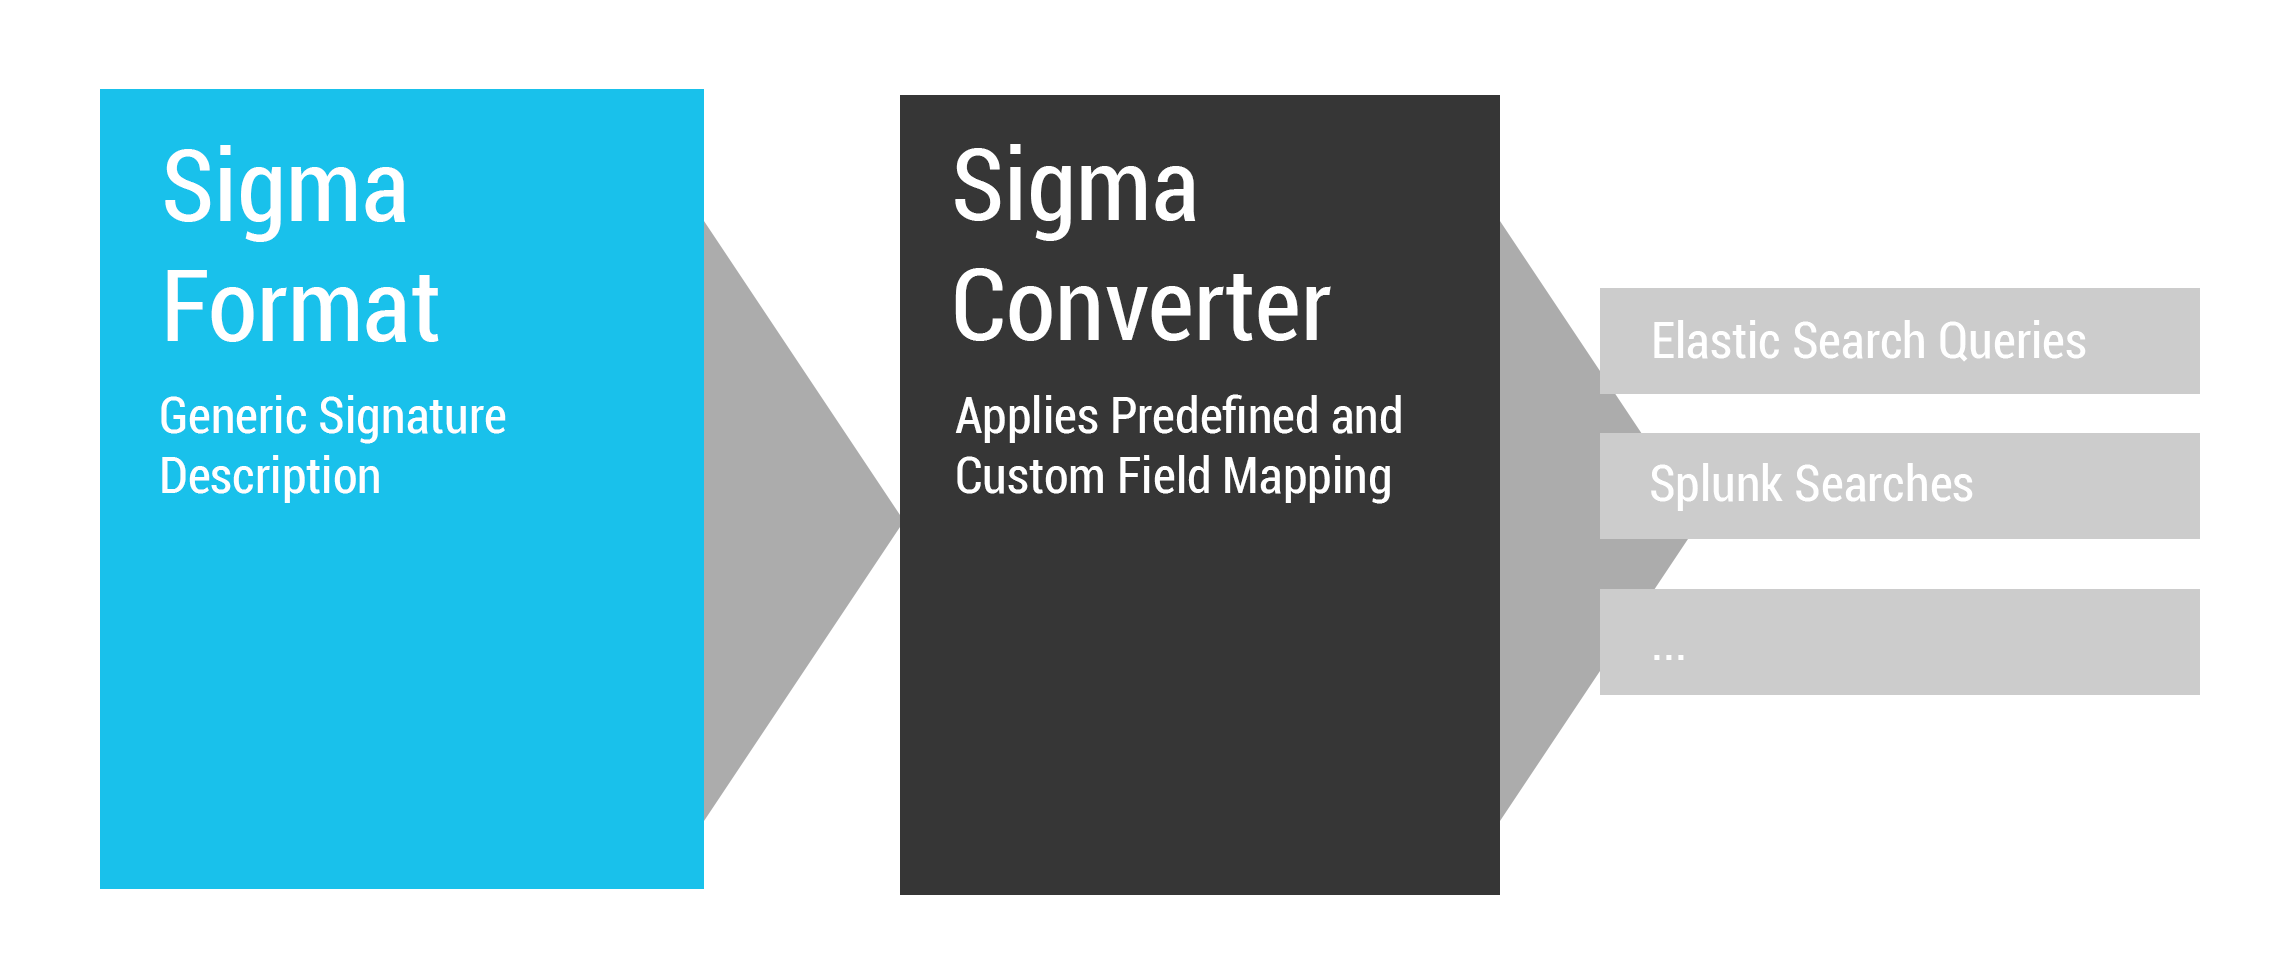 Sigma
Format
Generic Signature
Description
Sigma
Converter
Applies Predefined and
Custom Field Mapping
Elastic Search Queries
Splunk Searches
...